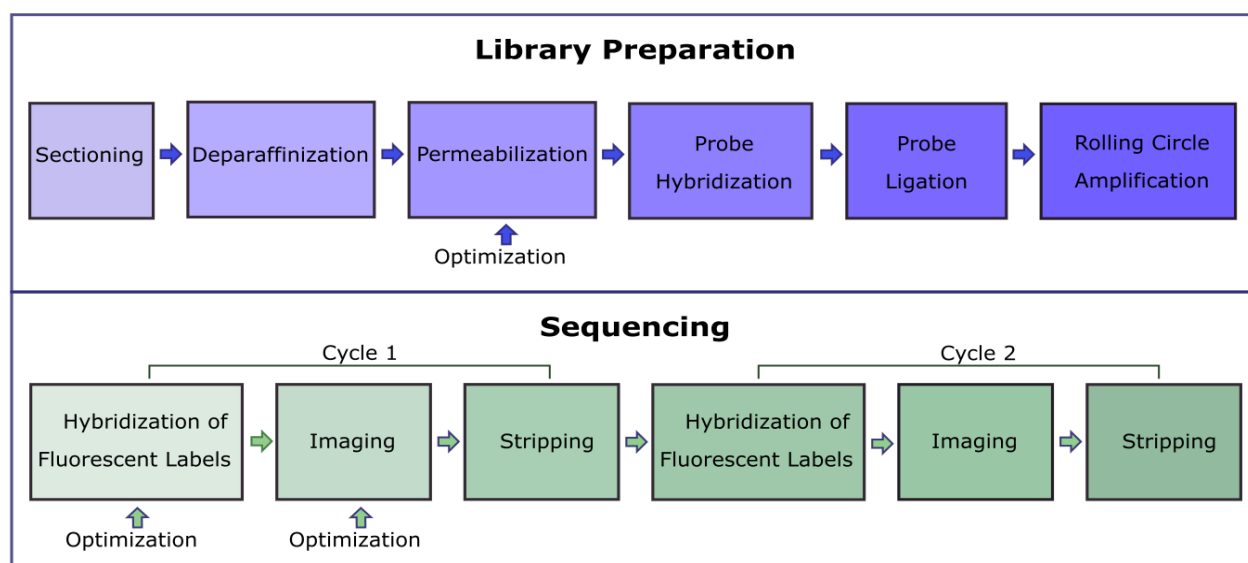 Library Preparation
Sectioning
Deparaffinization
Permeabilization
Probe
Hybridization
Probe
Ligation
Rolling Circle
Amplification
Optimization
Sequencing
Cycle 1
Cycle 2
Hybridization of
Fluorescent Labels
Imaging
Stripping
Hybridization of
Fluorescent Labels
Imaging
Stripping
Optimization
Optimization